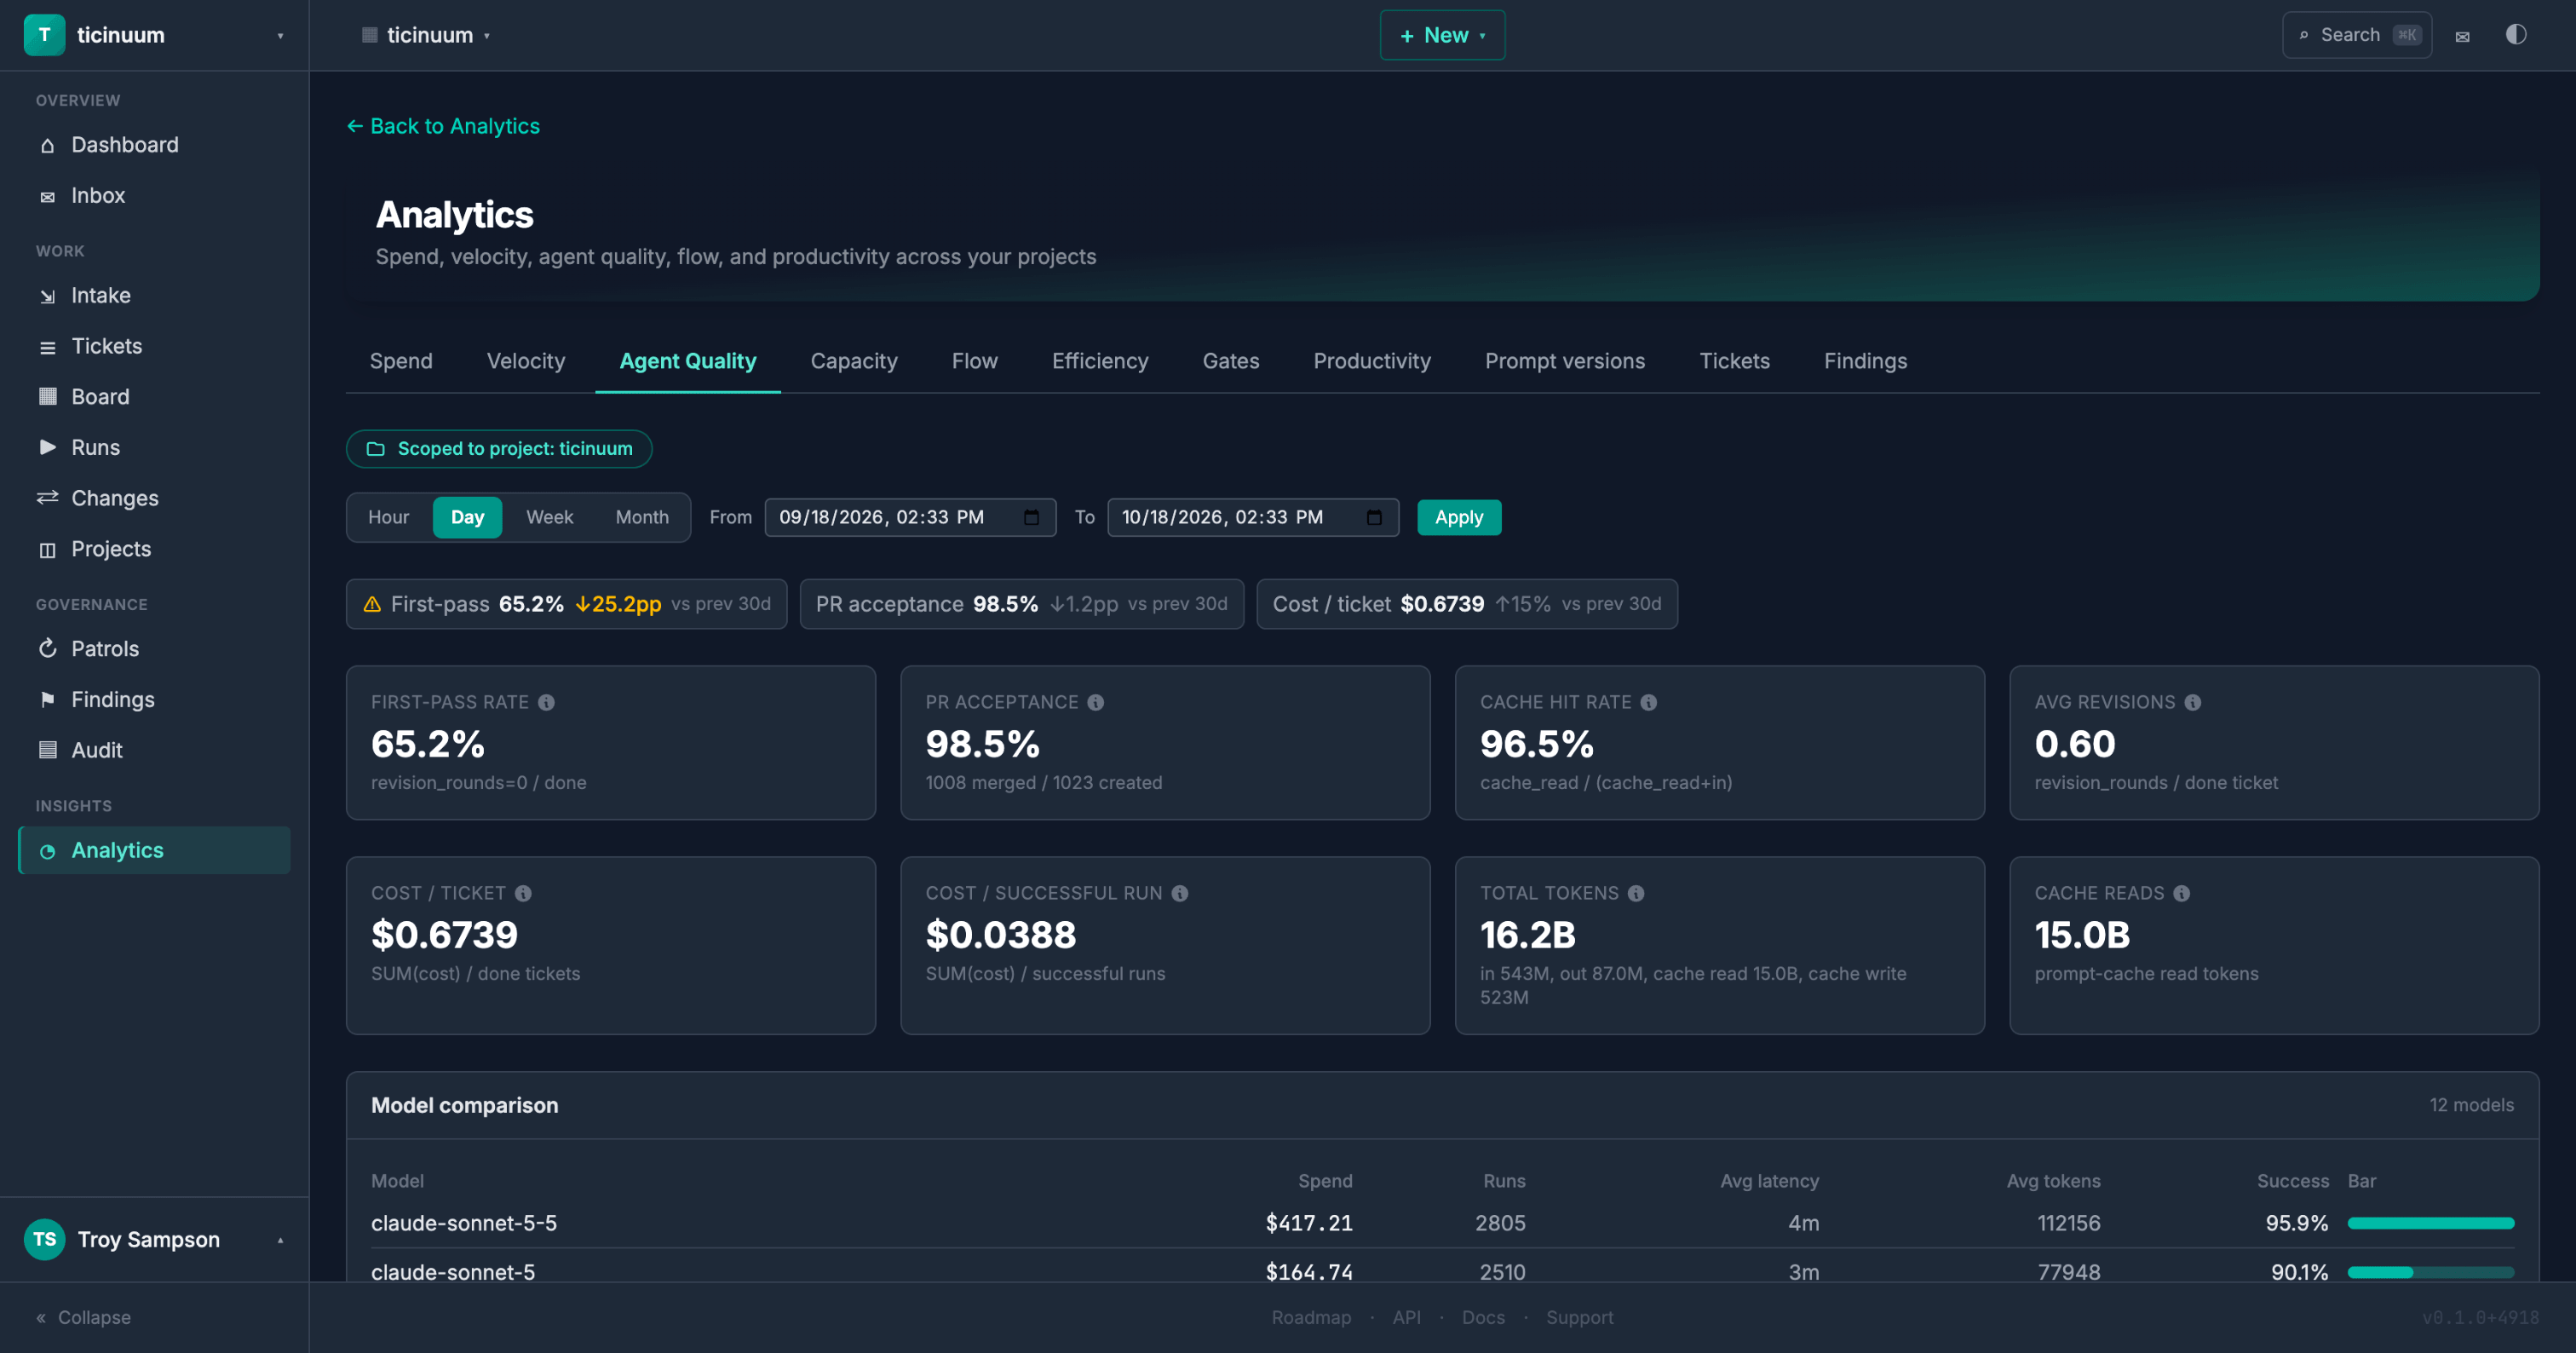 T ticinuum
ticinuum
+ New
Search ⌘K
OVERVIEW
Dashboard
Inbox
WORK
Intake
Tickets
Board
Runs
Changes
Projects
GOVERNANCE
Patrols
Findings
Audit
INSIGHTS
Analytics
TS Troy Sampson
« Collapse
← Back to Analytics
Analytics
Spend, velocity, agent quality, flow, and productivity across your projects
Spend Velocity Agent Quality Capacity Flow Efficiency Gates Productivity Prompt versions Tickets Findings
Scoped to project: ticinuum
Hour Day Week Month From 09/18/2026, 02:33 PM To 10/18/2026, 02:33 PM Apply
First-pass 65.2% ↓25.2pp vs prev 30d PR acceptance 98.5% ↓1.2pp vs prev 30d Cost / ticket $0.6739 ↑15% vs prev 30d
FIRST-PASS RATE
65.2%
revision_rounds=0 / done
PR ACCEPTANCE
98.5%
1008 merged / 1023 created
CACHE HIT RATE
96.5%
cache_read / (cache_read+in)
AVG REVISIONS
0.60
revision_rounds / done ticket
COST / TICKET
$0.6739
SUM(cost) / done tickets
COST / SUCCESSFUL RUN
$0.0388
SUM(cost) / successful runs
TOTAL TOKENS
16.2B
in 543M, out 87.0M, cache read 15.0B, cache write
523M
CACHE READS
15.0B
prompt-cache read tokens
Model comparison 12 models
Model Spend Runs Avg latency Avg tokens Success Bar
claude-sonnet-5-5 $417.21 2805 4m 112156 95.9%
claude-sonnet-5 $164.74 2510 3m 77948 90.1%
Roadmap · API · Docs · Support
v0.1.0+4918